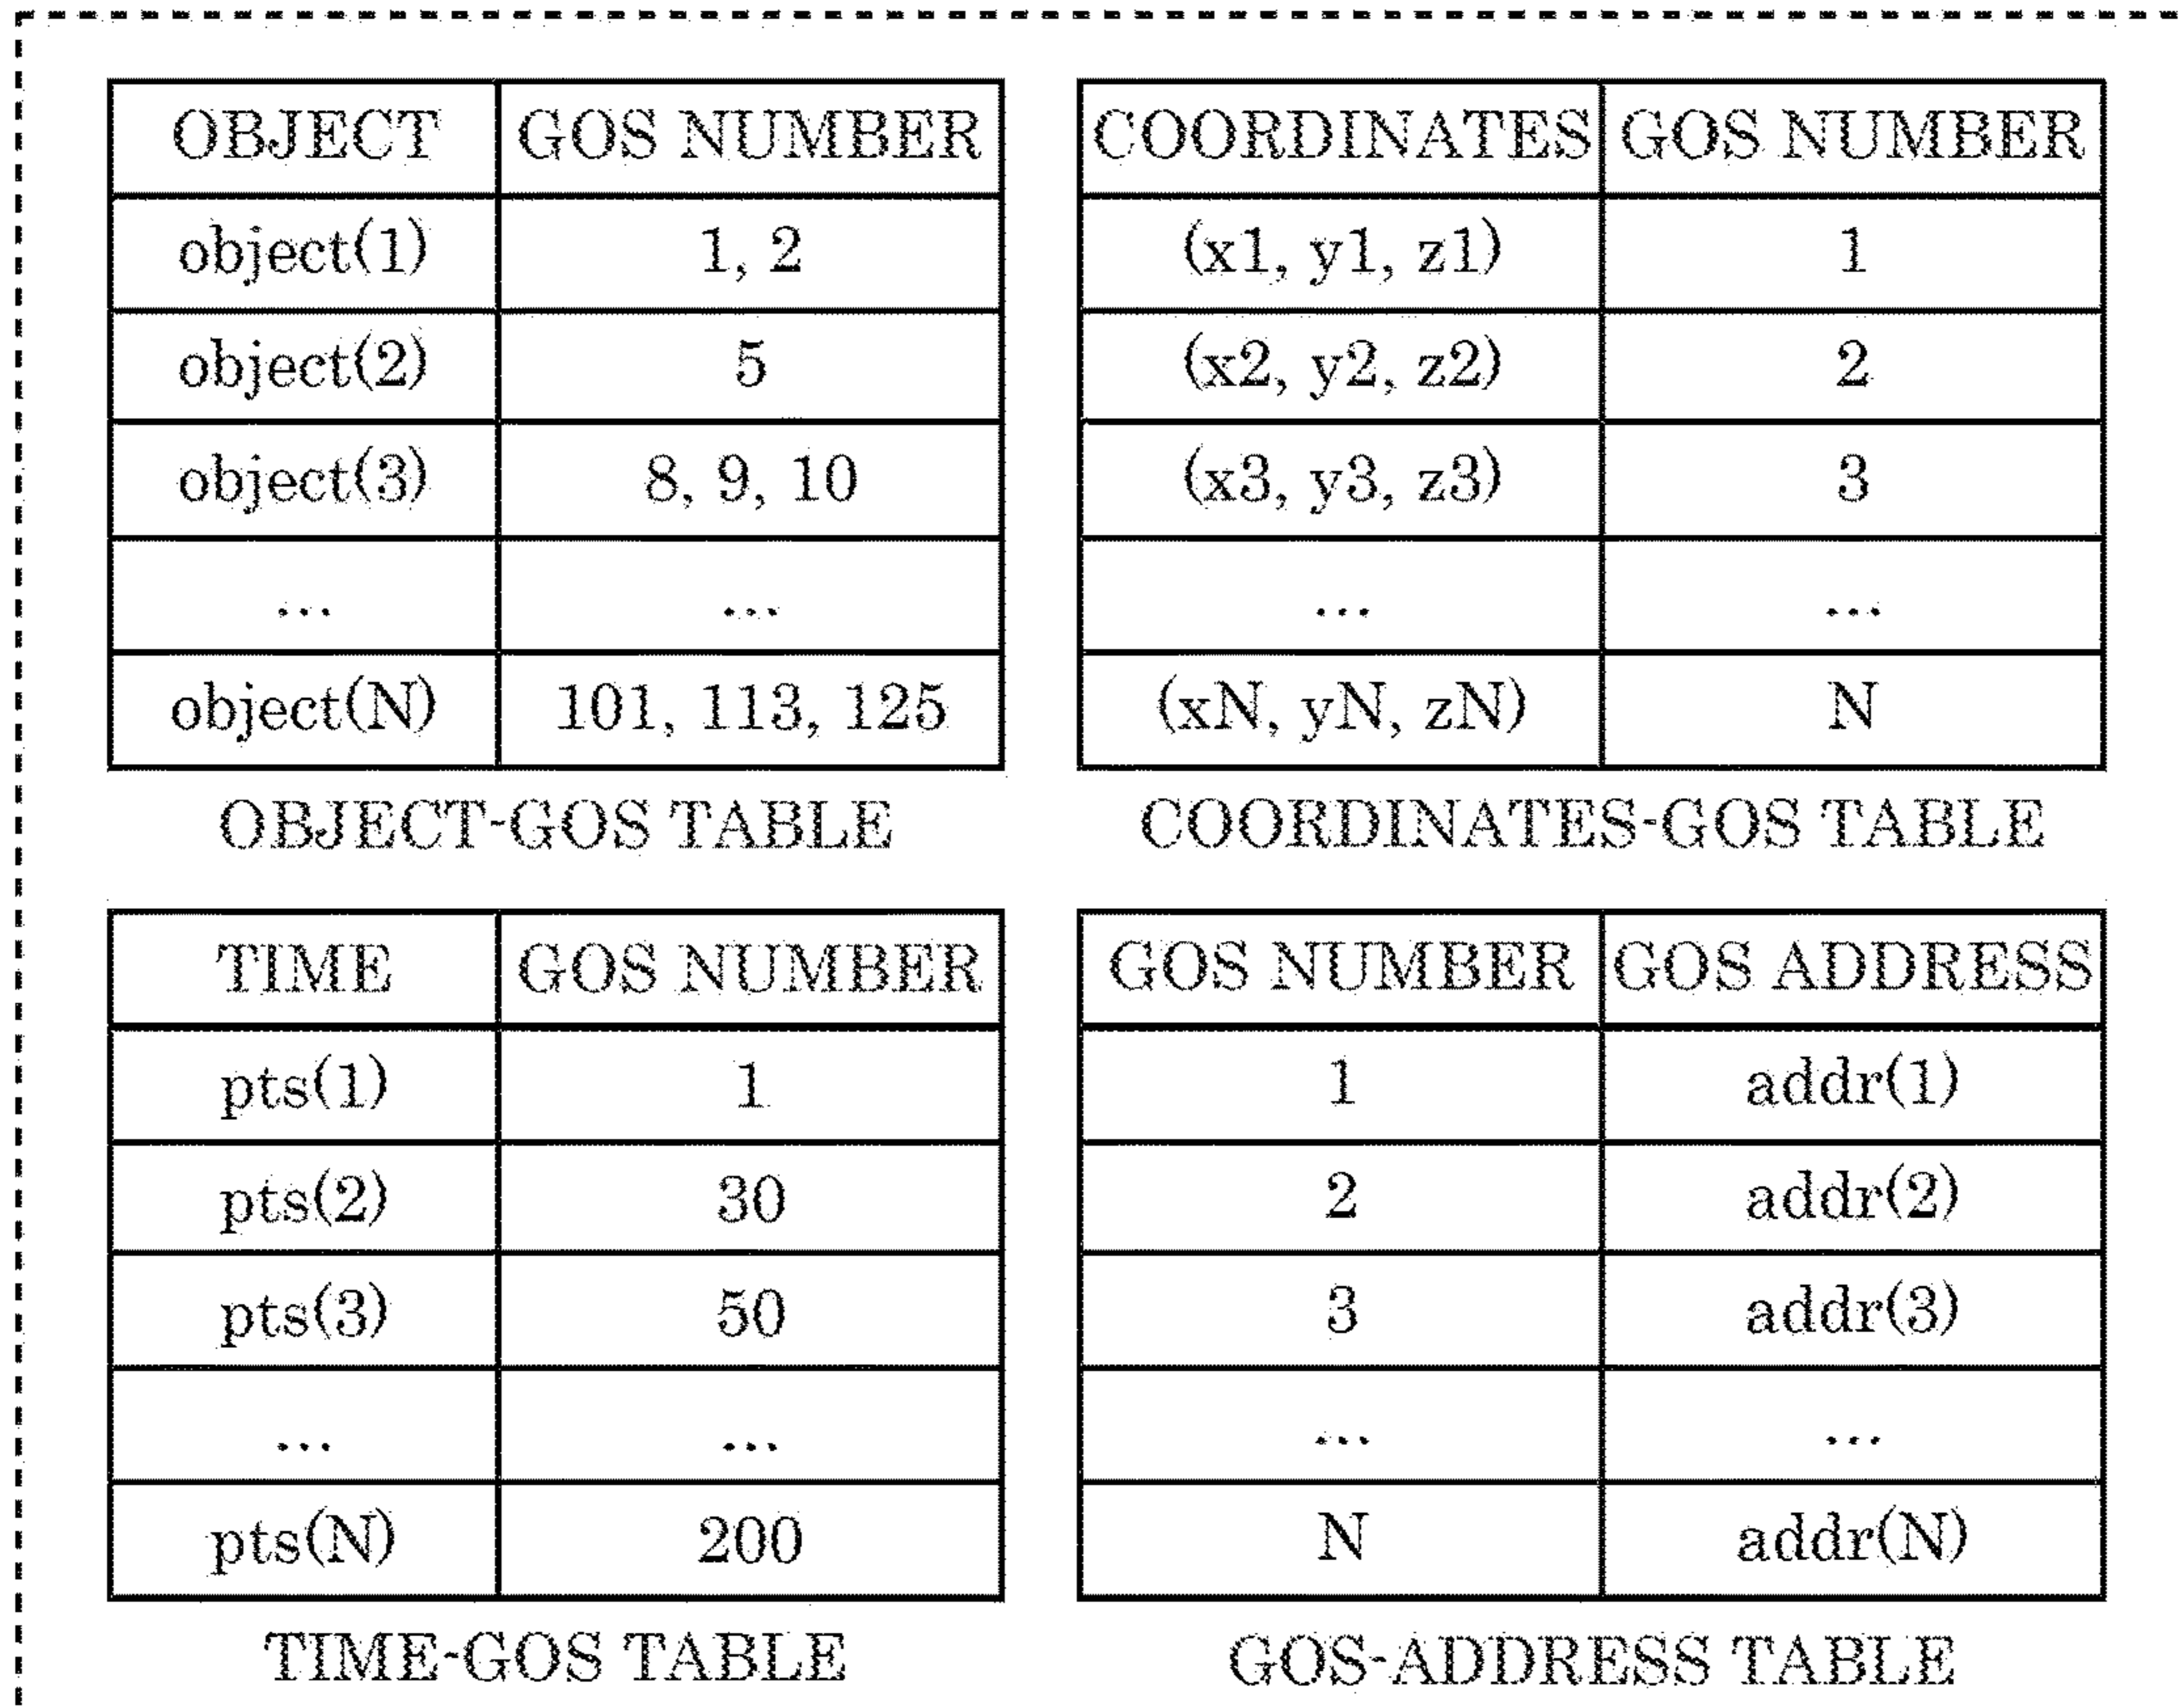 OBJECT GOS NUMBER
object(1) 1, 2
object(2) 5
object(3) 8, 9, 10
... ...
object(N) 101, 113, 125
OBJECT-GOS TABLE
COORDINATES GOS NUMBER
(x1, y1, z1) 1
(x2, y2, z2) 2
(x3, y3, z3) 3
... ...
(xN, yN, zN) N
COORDINATES-GOS TABLE
TIME GOS NUMBER
pts(1) 1
pts(2) 30
pts(3) 50
... ...
pts(N) 200
TIME-GOS TABLE
GOS NUMBER GOS ADDRESS
1 addr(1)
2 addr(2)
3 addr(3)
... ...
N addr(N)
GOS-ADDRESS TABLE